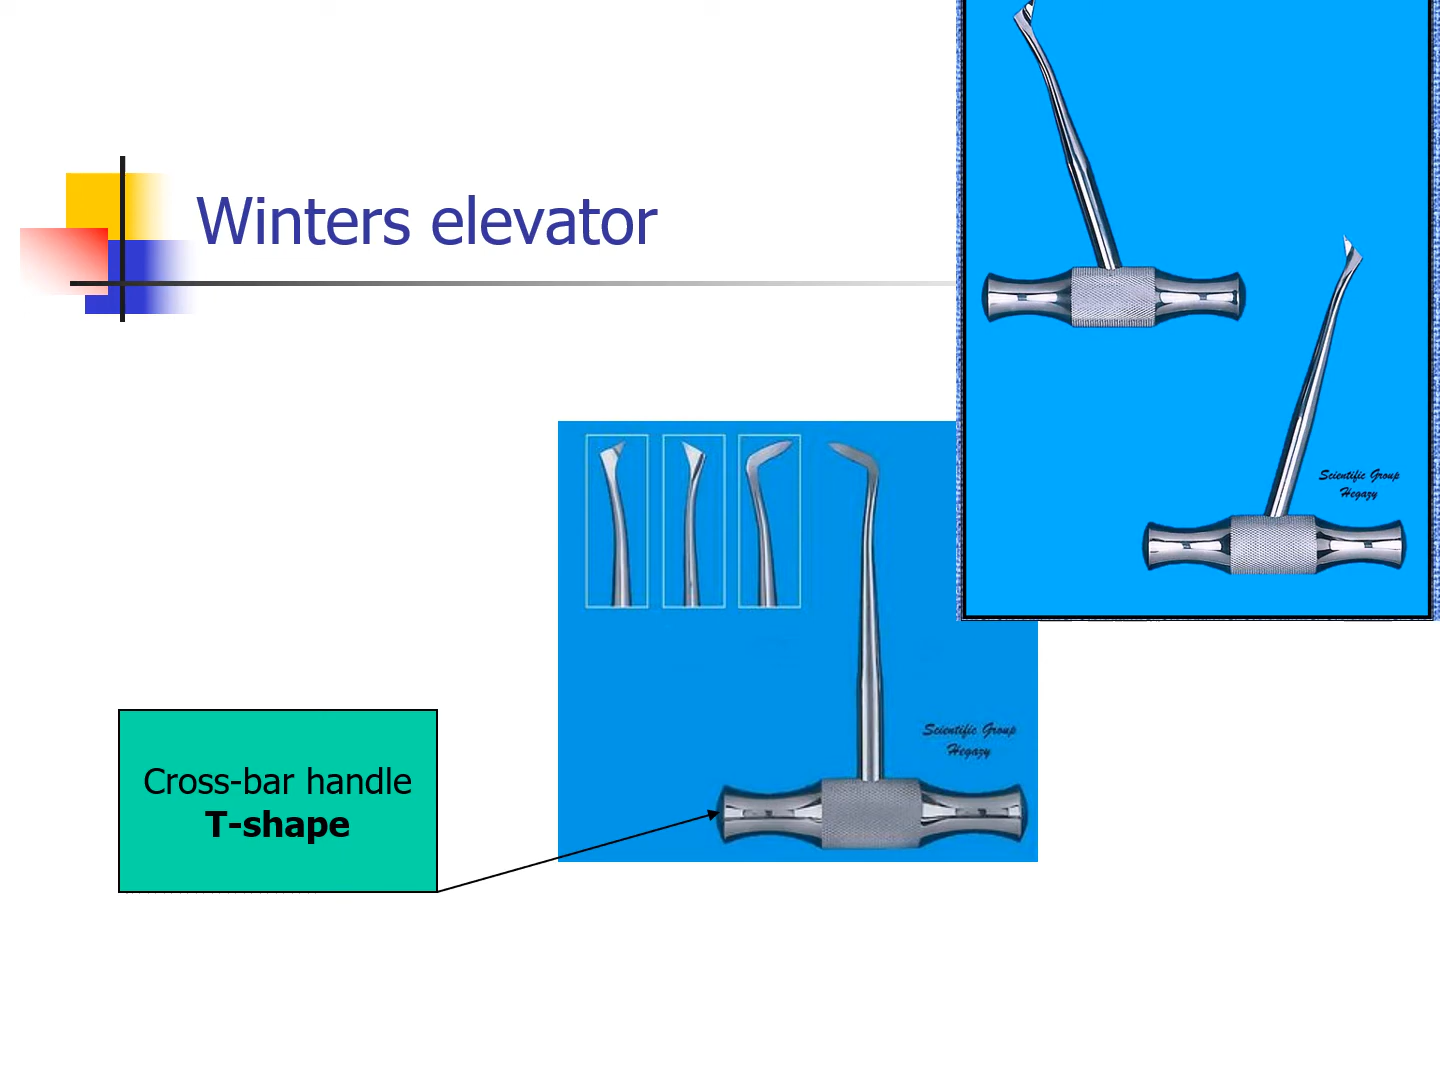 Winters elevator
Scientific Group
Hegazy
Scientific Group
Hegazy
Cross-bar handle
T-shape